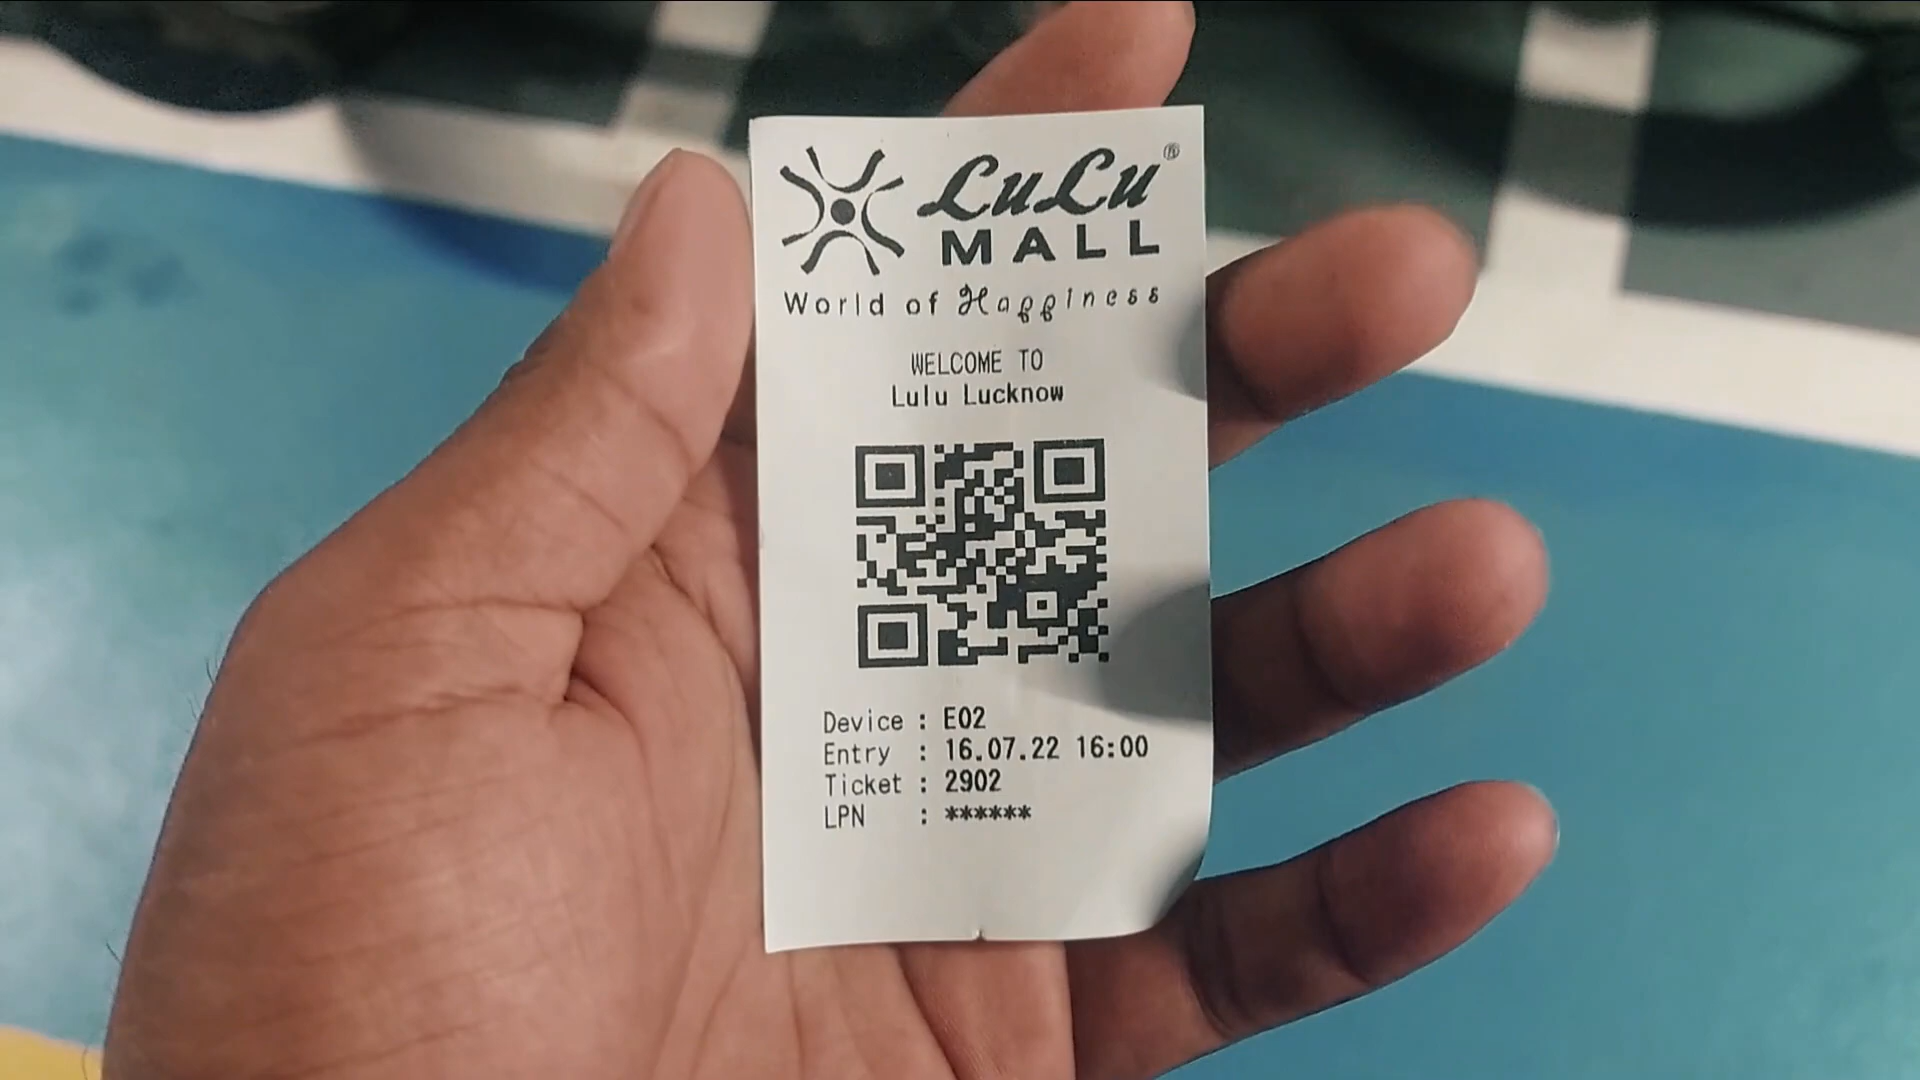 LuLu®
MALL
World of Happiness
WELCOME TO
Lulu Lucknow
Device : E02
Entry : 16.07.22 16:00
Ticket : 2902
LPN : ******